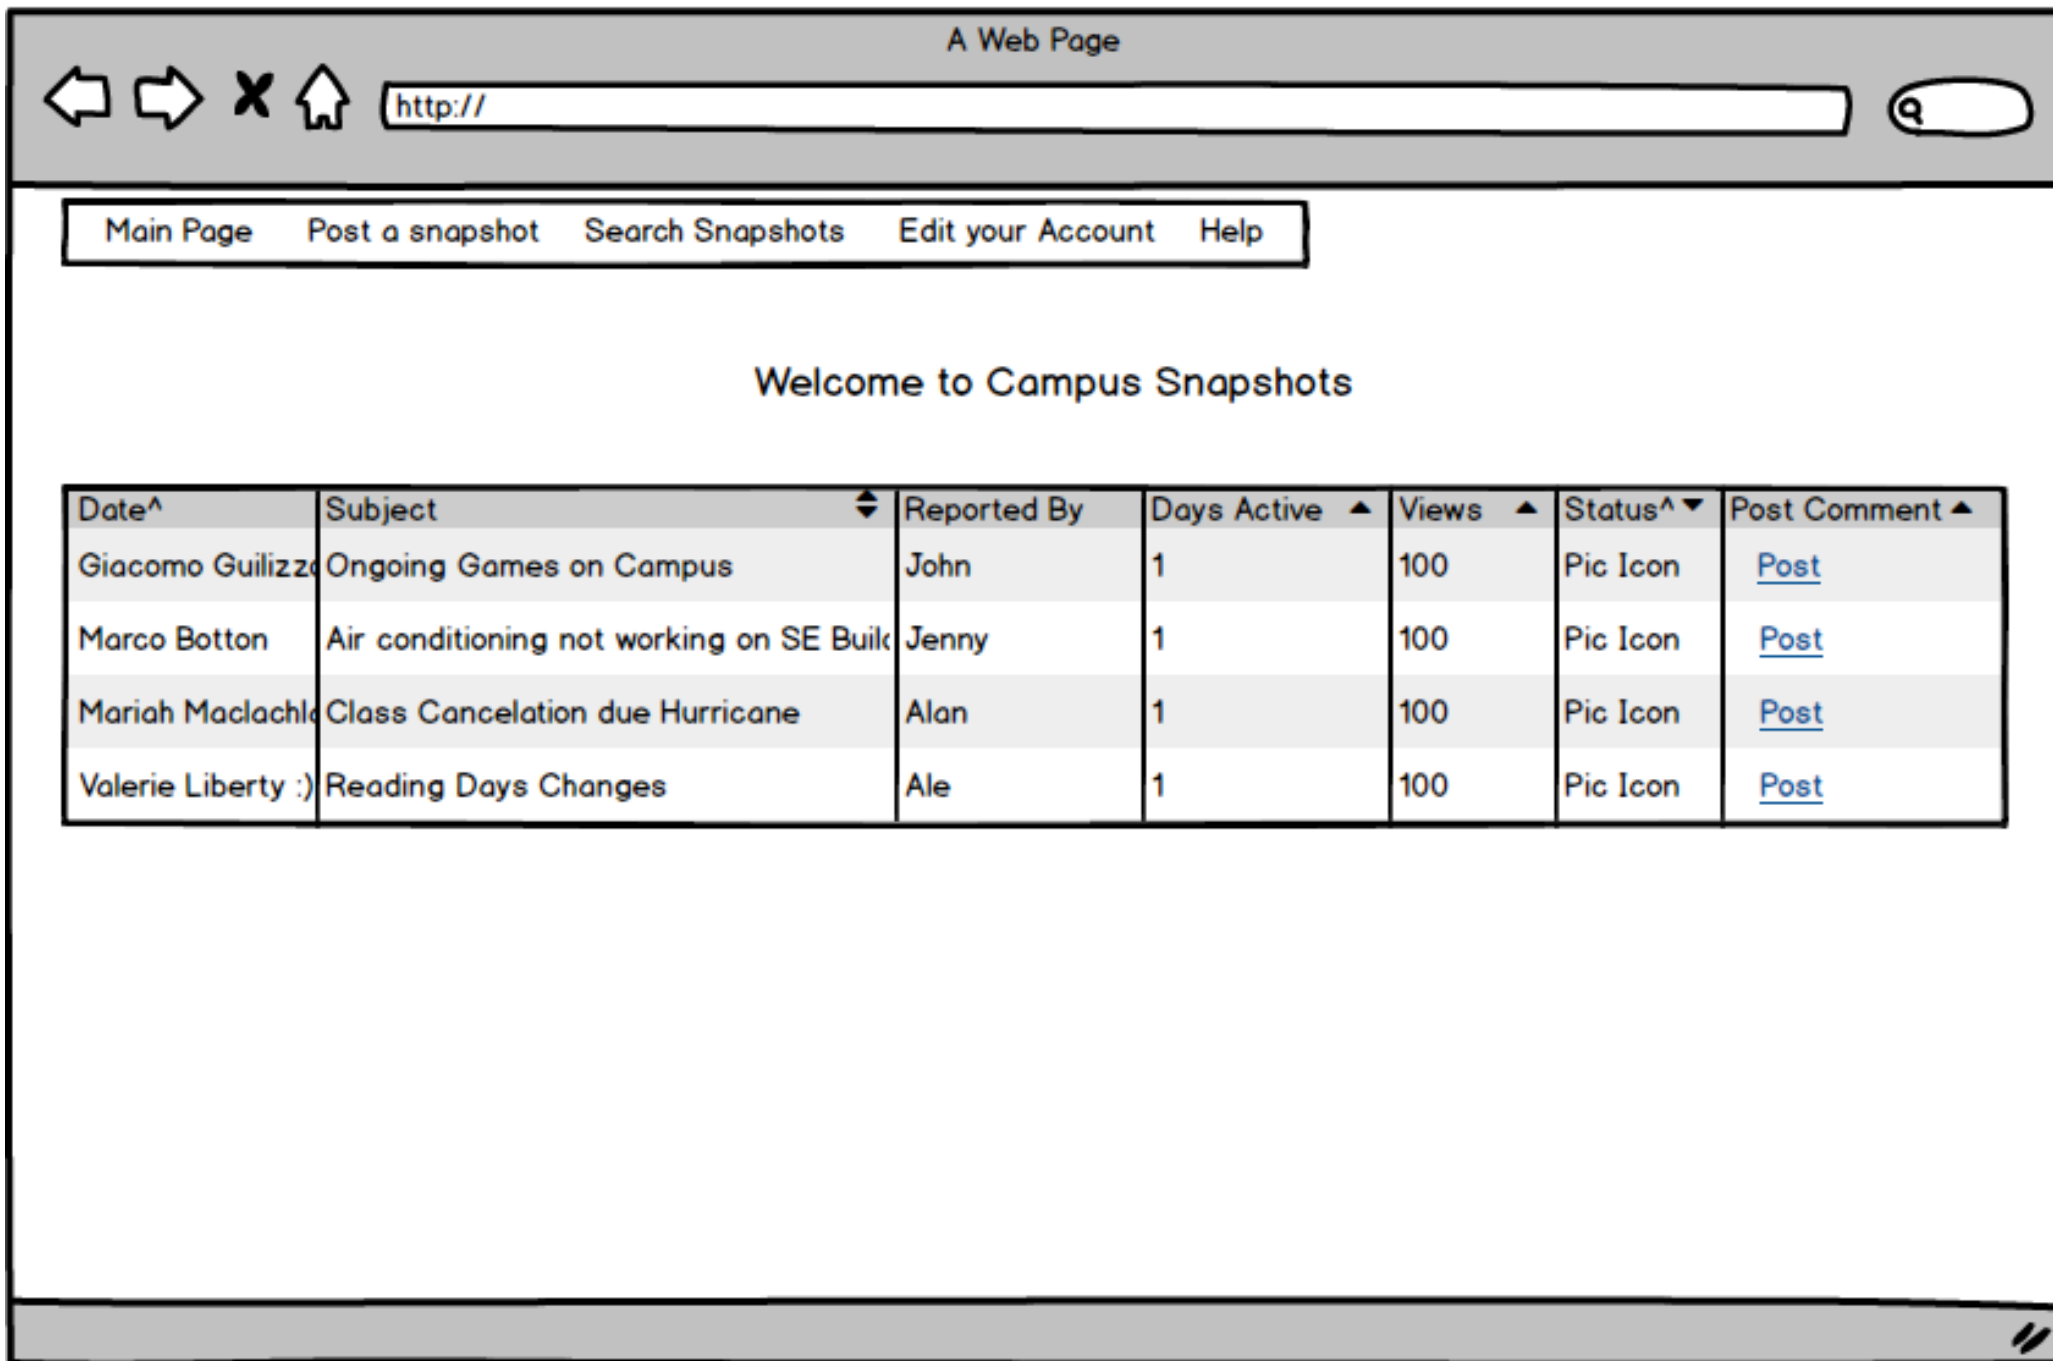 A Web Page
http://
Main Page Post a snapshot Search Snapshots Edit your Account Help
Welcome to Campus Snapshots
Date^ Subject Reported By Days Active Views Status^ Post Comment
Giacomo Guilizzo Ongoing Games on Campus John 1 100 Pic Icon Post
Marco Botton Air conditioning not working on SE Jenny 1 100 Pic Icon Post
Mariah Class Cancelation due Hurricane Alan 1 100 Pic Icon Post
Valerie Liberty :) Reading Days Changes Ale 1 100 Pic Icon Post